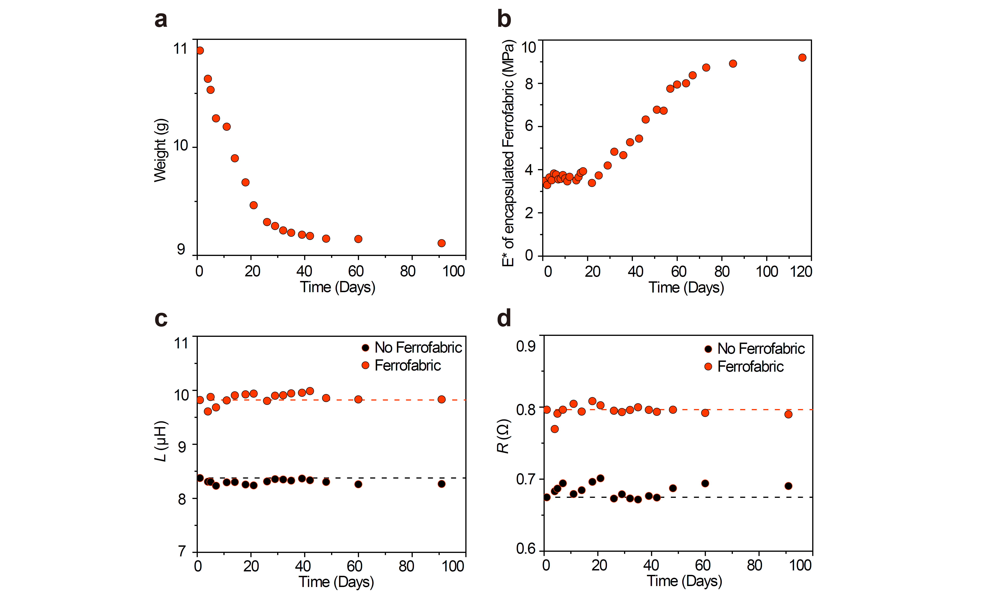 a
11
10
9
Weight (g)
0 20 40 60 80 100
Time (Days)
b
10
8
6
4
2
0
E* of encapsulated Ferrofabric (MPa)
0 20 40 60 80 100 120
Time (Days)
c
11
10
9
8
7
L (μH)
No Ferrofabric
Ferrofabric
0 20 40 60 80 100
Time (Days)
d
0.9
0.8
0.7
0.6
R (Ω)
No Ferrofabric
Ferrofabric
0 20 40 60 80 100
Time (Days)